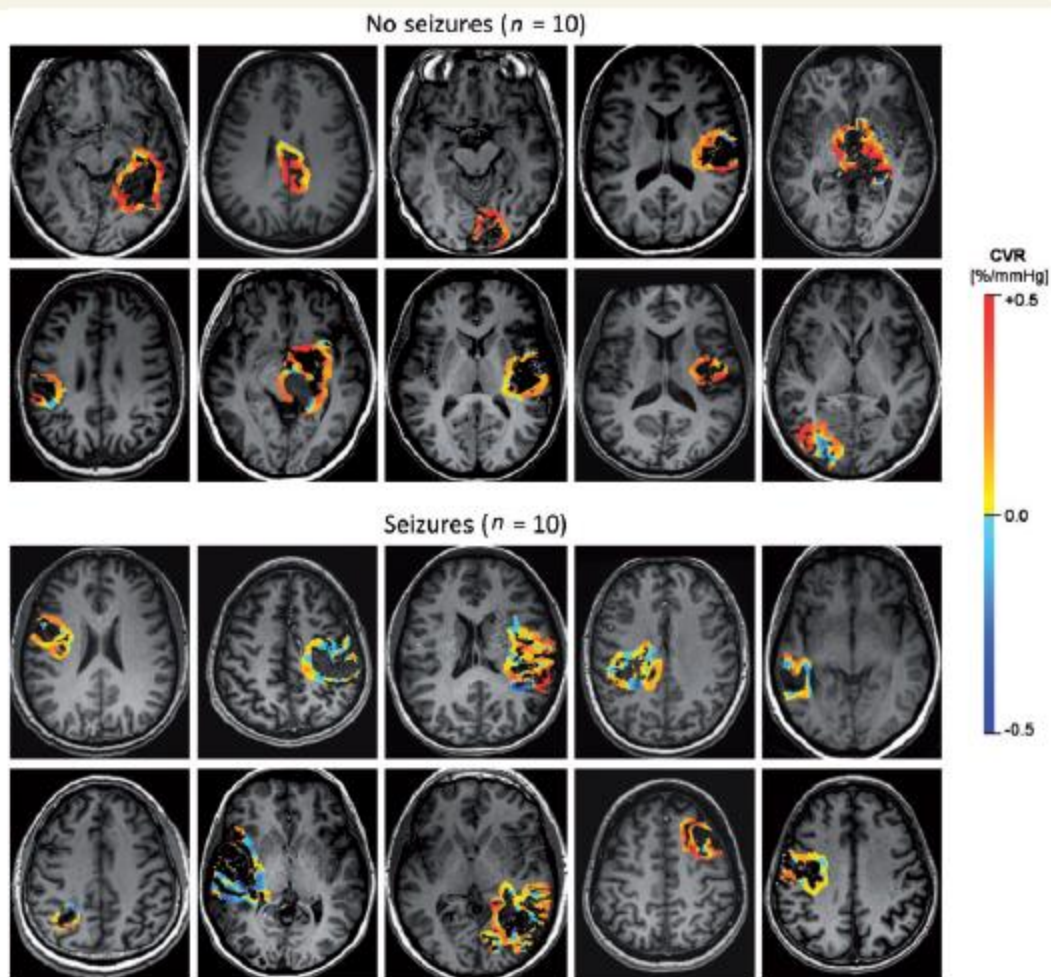 No seizures (n = 10)
CVR
[%/mmHg]
+0.5
0.0
-0.5
Seizures (n = 10)